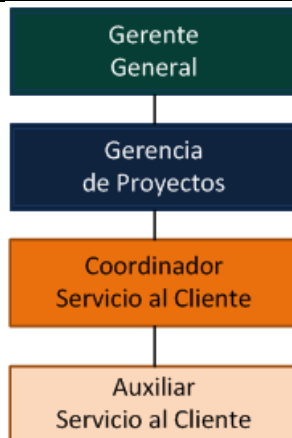 Gerente
General
Gerencia
de Proyectos
Coordinador
Servicio al Cliente
Auxiliar
Servicio al Cliente